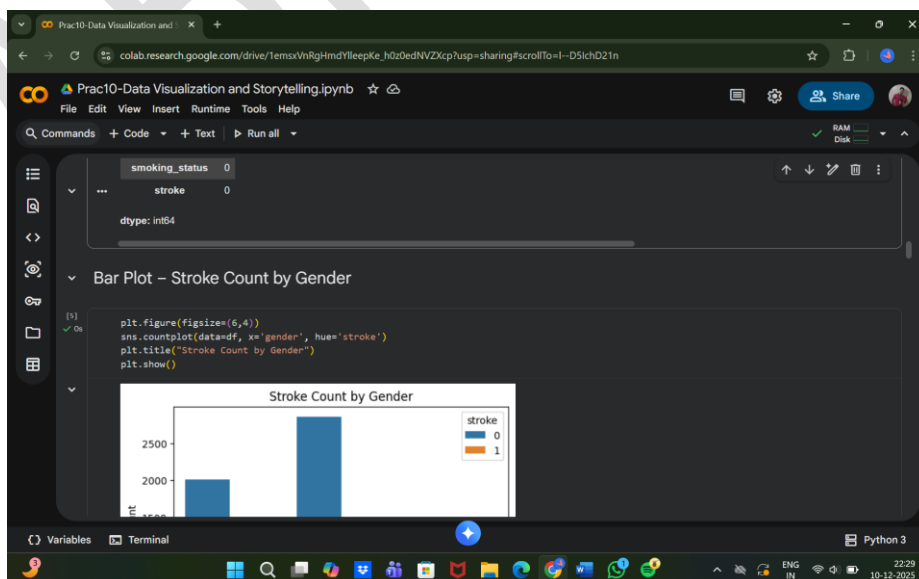 Prac10-Data Visualization and S
colab.research.google.com/drive/1emsxVnRgHmdYlleepKe_h0z0edNVZXcp?usp=sharing#scrollTo=I--D5IchD21n
Prac10-Data Visualization and Storytelling.ipynb
Share
File Edit View Insert Runtime Tools Help
Commands + Code + Text Run all
RAM
Disk
smoking_status 0
... stroke 0
dtype: int64
Bar Plot – Stroke Count by Gender
[5]
0s
plt.figure(figsize=(6,4))
sns.countplot(data=df, x='gender', hue='stroke')
plt.title("Stroke Count by Gender")
plt.show()
Stroke Count by Gender
stroke
0
1
2500
2000
Variables Terminal
Python 3
3
ENG
IN
22:29
10-12-2025